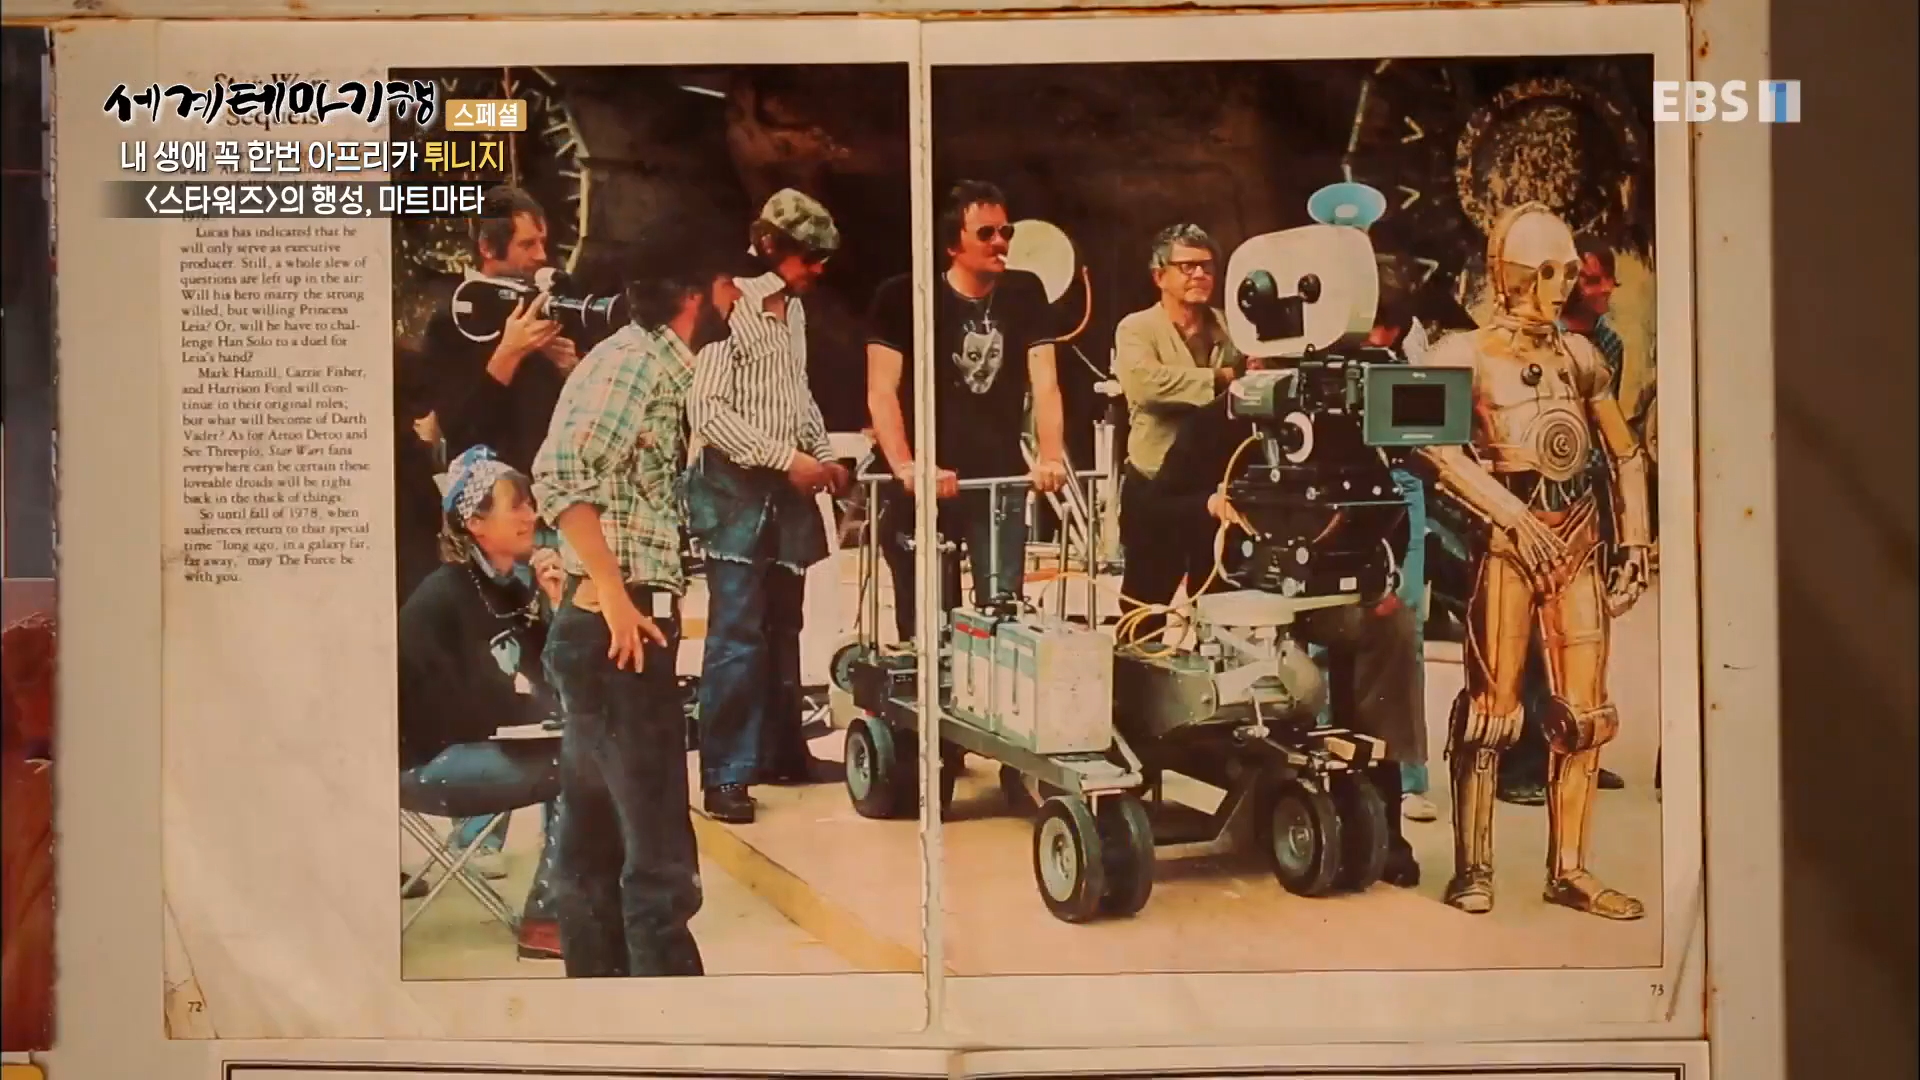 세계테마기행 스페셜
EBS 1
내 생애 꼭 한번 아프리카 튀니지
<스타워즈>의 행성, 마트마타
Star Wars
Sequels
Lucas has indicated that he
will only serve as executive
producer. Still, a whole slew of
questions are left up in the air:
Will his hero marry the strong
willed, but willing Princess
Leia? Or, will he have to chal-
lenge Han Solo to a duel for
Leia's hand?
Mark Hamill, Carrie Fisher,
and Harrison Ford will con-
tinue in their original roles;
but what will become of Darth
Vader? As for Artoo Detoo and
See Threepio, Star Wars fans
everywhere can be certain these
loveable droids will be right
back in the thick of things.
So until fall of 1978, when
audiences return to that special
time "long ago, in a galaxy far,
far away," may The Force be
with you.
72
73